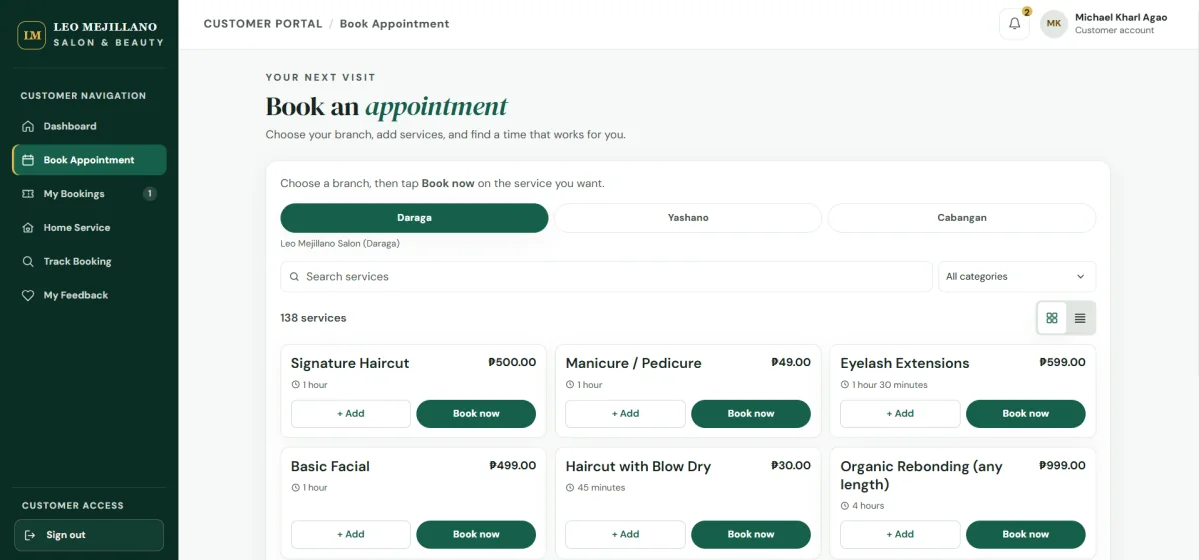 LM
LEO MEJILLANO
SALON & BEAUTY
CUSTOMER NAVIGATION
Dashboard
Book Appointment
My Bookings 1
Home Service
Track Booking
My Feedback
CUSTOMER ACCESS
Sign out
CUSTOMER PORTAL / Book Appointment
2
MK
Michael Kharl Agao
Customer account
YOUR NEXT VISIT
Book an appointment
Choose your branch, add services, and find a time that works for you.
Choose a branch, then tap Book now on the service you want.
Daraga Yashano Cabangan
Leo Mejillano Salon (Daraga)
Search services All categories
138 services
Signature Haircut ₱500.00
1 hour
+ Add Book now
Manicure / Pedicure ₱49.00
1 hour
+ Add Book now
Eyelash Extensions ₱599.00
1 hour 30 minutes
+ Add Book now
Basic Facial ₱499.00
1 hour
+ Add Book now
Haircut with Blow Dry ₱30.00
45 minutes
+ Add Book now
Organic Rebonding (any ₱999.00
length)
4 hours
+ Add Book now